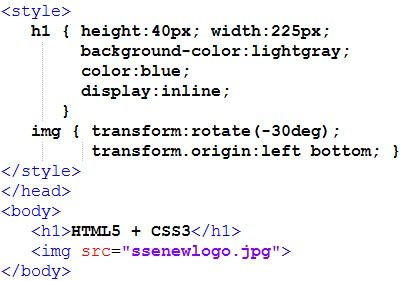 <style>
h1 { height:40px; width:225px;
background-color:lightgray;
color:blue;
display:inline;
}
img { transform:rotate(-30deg);
transform.origin:left bottom; }
</style>
</head>
<body>
<h1>HTML5 + CSS3</h1>
<img src="ssenewlogo.jpg">
</body>